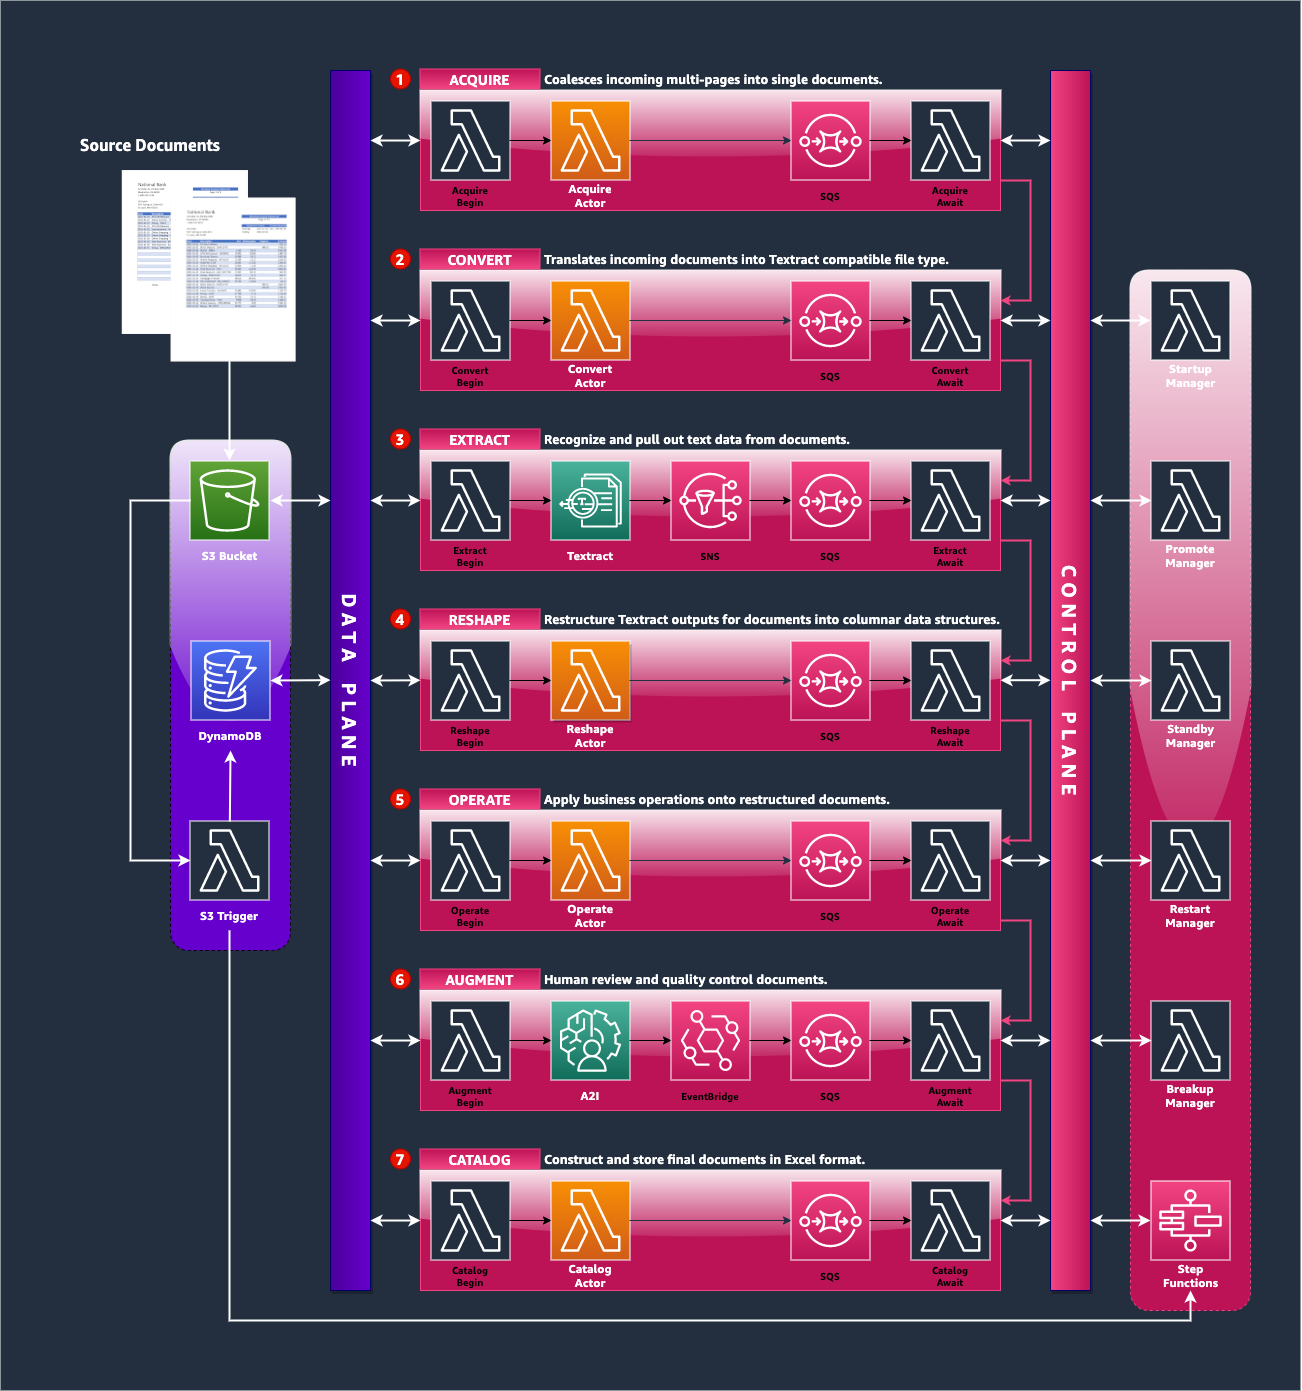 Source Documents
National Bank
National Bank
S3 Bucket
DynamoDB
S3 Trigger
DATA PLANE
1
ACQUIRE
Coalesces incoming multi-pages into single documents.
Acquire
Begin
Acquire
Actor
SQS
Acquire
Await
2
CONVERT
Translates incoming documents into Textract compatible file type.
Convert
Begin
Convert
Actor
SQS
Convert
Await
3
EXTRACT
Recognize and pull out text data from documents.
Extract
Begin
Textract
SNS
SQS
Extract
Await
4
RESHAPE
Restructure Textract outputs for documents into columnar data structures.
Reshape
Begin
Reshape
Actor
SQS
Reshape
Await
5
OPERATE
Apply business operations onto restructured documents.
Operate
Begin
Operate
Actor
SQS
Operate
Await
6
AUGMENT
Human review and quality control documents.
Augment
Begin
A2I
EventBridge
SQS
Augment
Await
7
CATALOG
Construct and store final documents in Excel format.
Catalog
Begin
Catalog
Actor
SQS
Catalog
Await
CONTROL PLANE
Startup
Manager
Promote
Manager
Standby
Manager
Restart
Manager
Breakup
Manager
Step
Functions